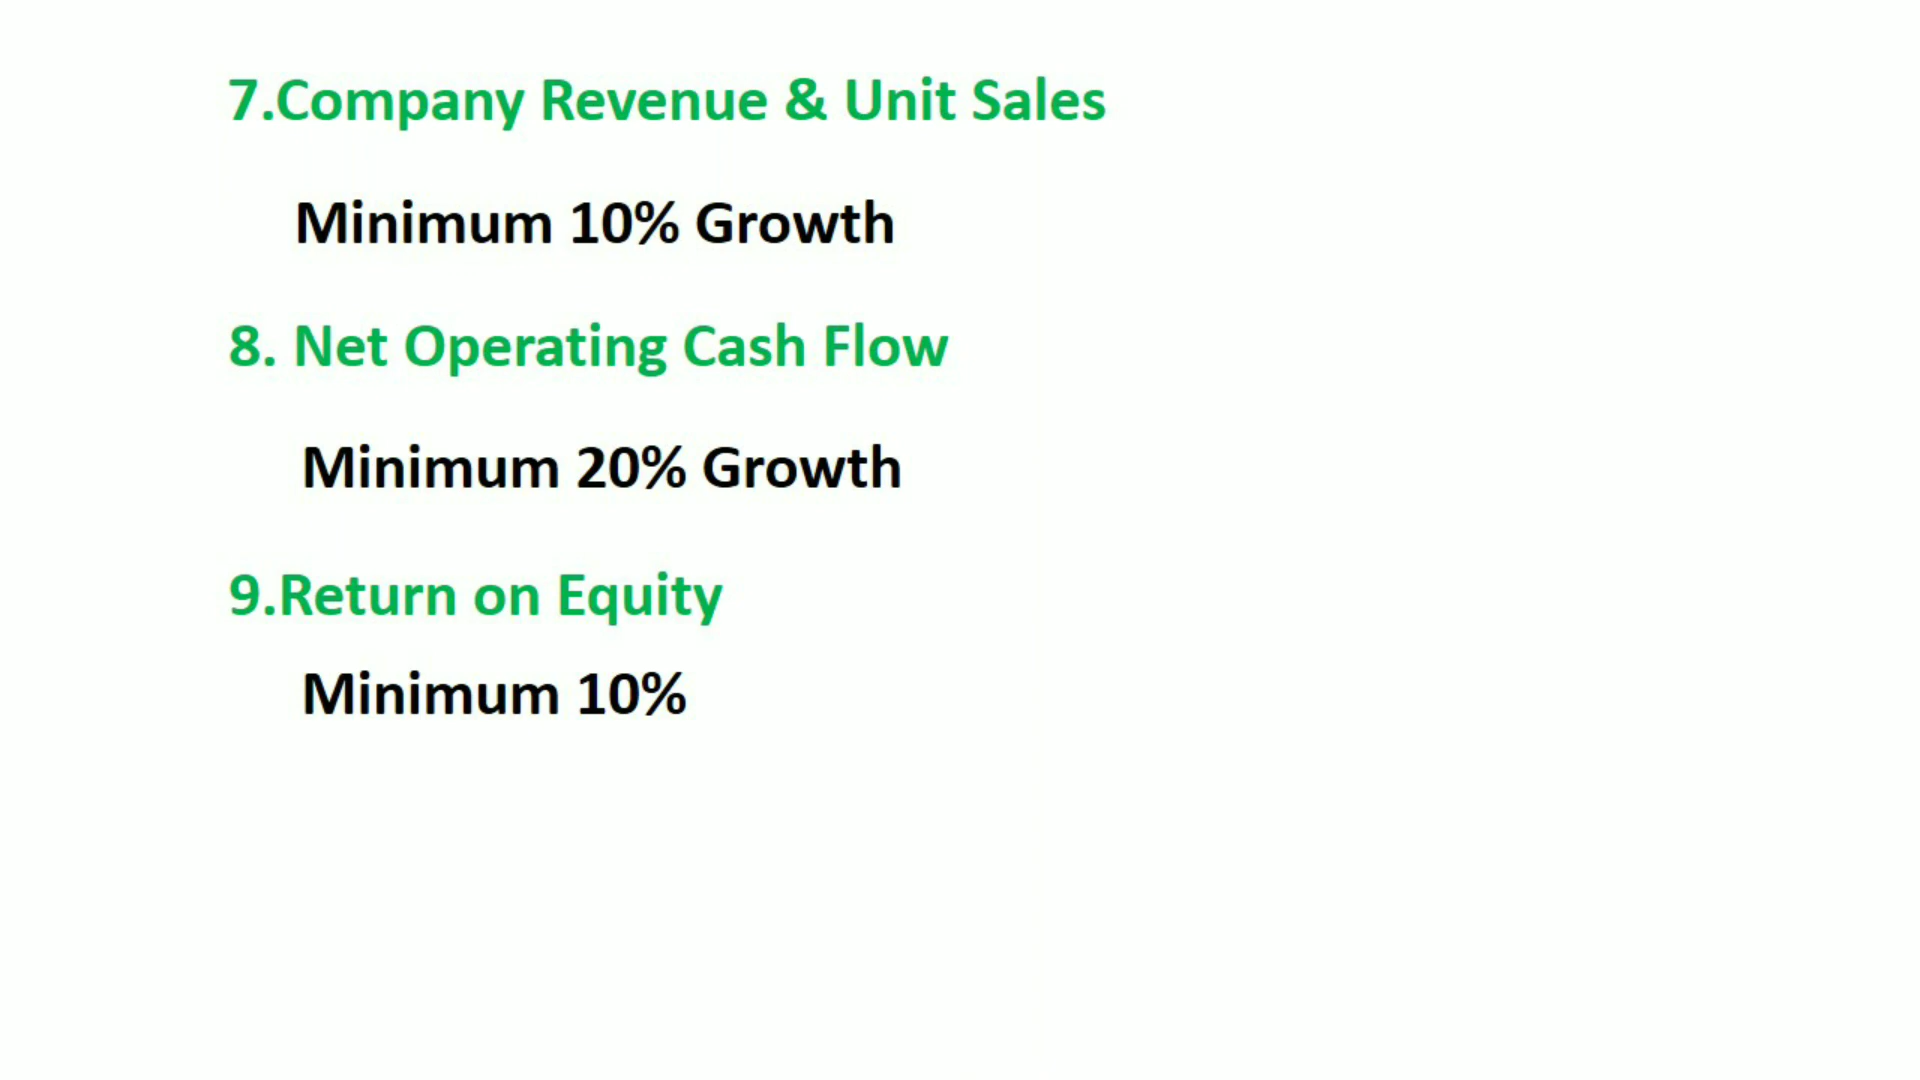 7.Company Revenue & Unit Sales
Minimum 10% Growth
8. Net Operating Cash Flow
Minimum 20% Growth
9.Return on Equity
Minimum 10%